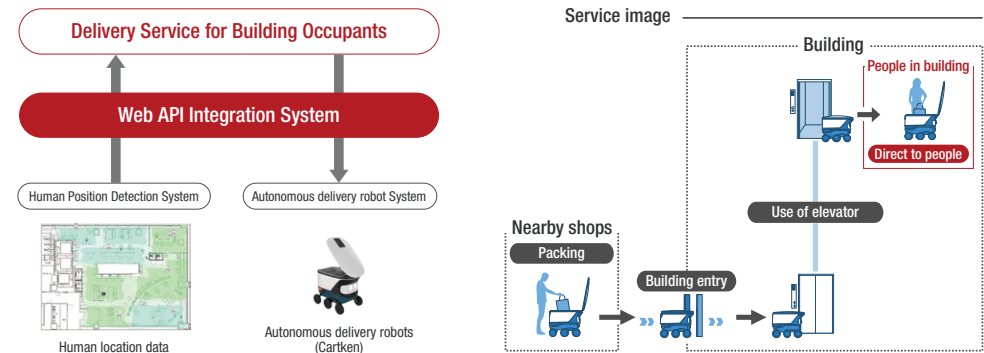 Delivery Service for Building Occupants
Web API Integration System
Human Position Detection System
Autonomous delivery robot System
Human location data
Autonomous delivery robots
(Cartken)
Service image
Building
People in building
Direct to people
Use of elevator
Nearby shops
Packing
Building entry